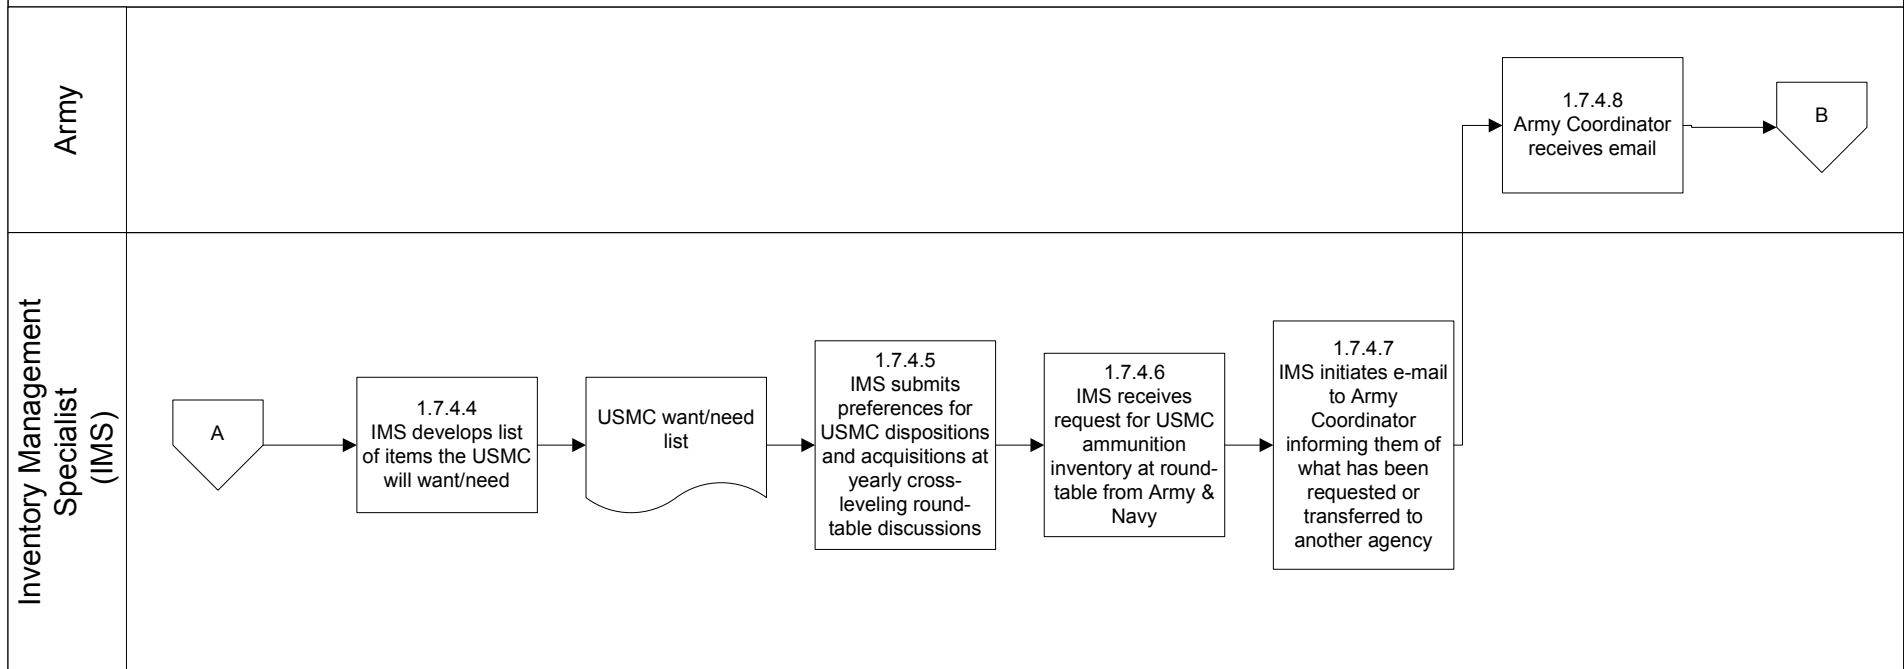 Army
1.7.4.8
Army Coordinator
receives email
B
Inventory Management
Specialist
(IMS)
A
1.7.4.4
IMS develops list
of items the USMC
will want/need
USMC want/need
list
1.7.4.5
IMS submits
preferences for
USMC dispositions
and acquisitions at
yearly cross-
leveling round-
table discussions
1.7.4.6
IMS receives
request for USMC
ammunition
inventory at round-
table from Army &
Navy
1.7.4.7
IMS initiates e-mail
to Army
Coordinator
informing them of
what has been
requested or
transferred to
another agency